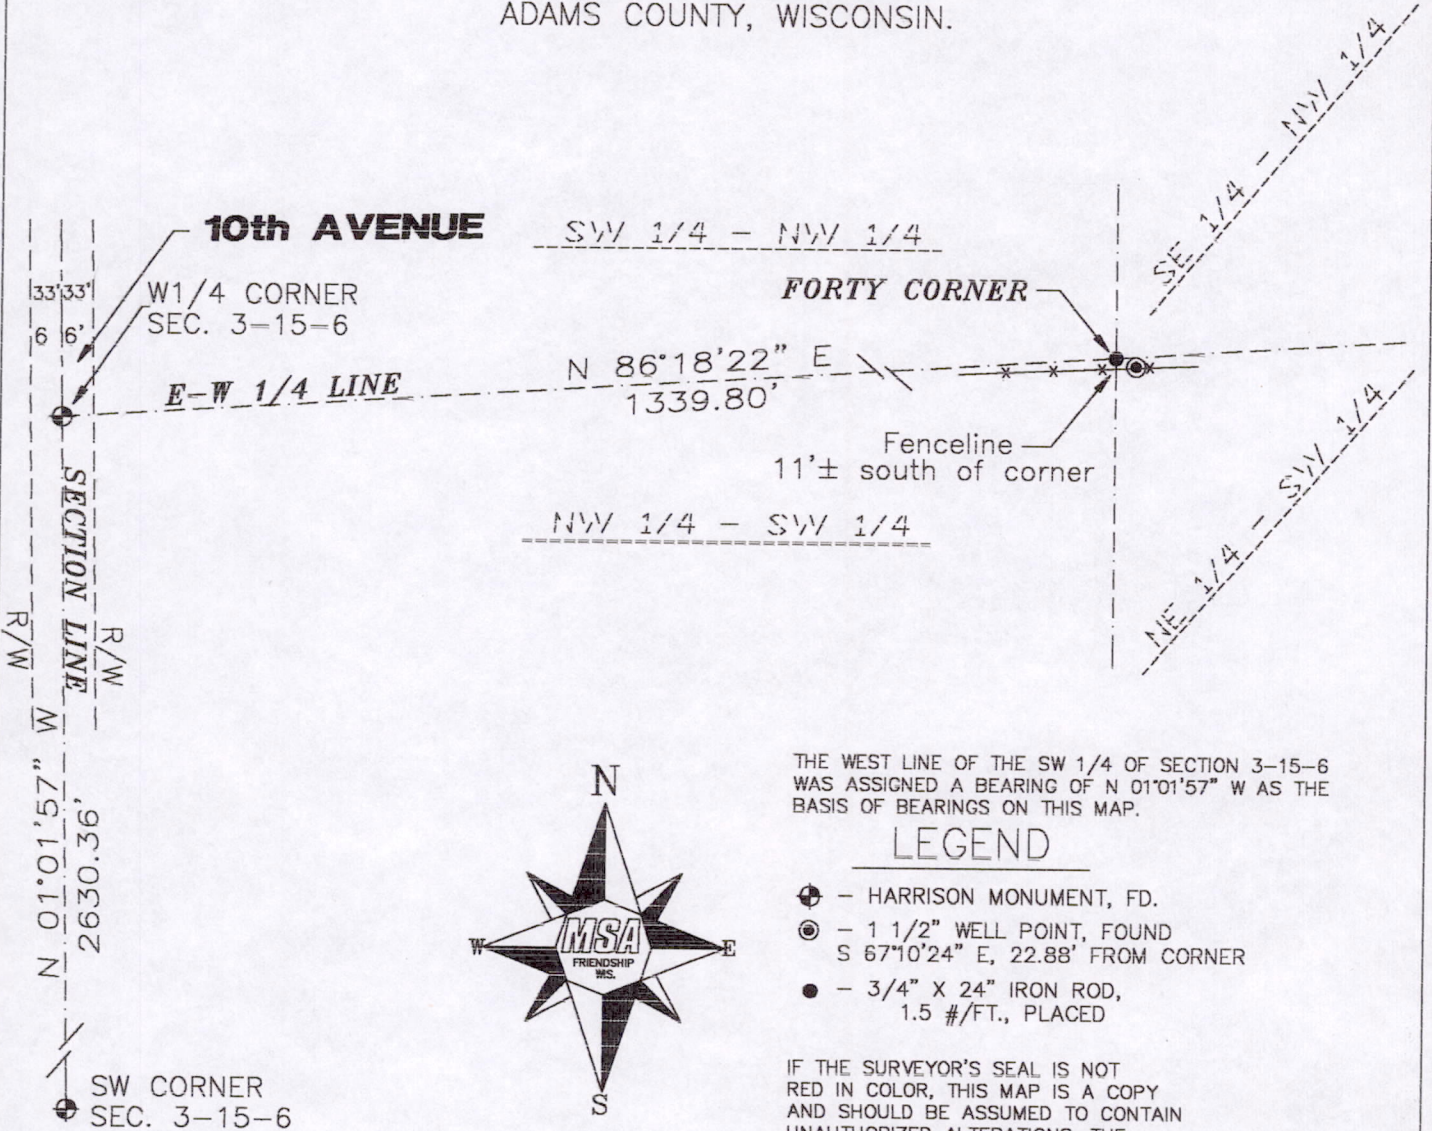 ADAMS COUNTY, WISCONSIN.
SE 1/4 - NW 1/4
10th AVENUE
SW 1/4 - NW 1/4
33' 33'
6 6'
W1/4 CORNER
SEC. 3-15-6
FORTY CORNER
N 86°18'22" E
1339.80'
E-W 1/4 LINE
Fenceline
11'± south of corner
NW 1/4 - SW 1/4
NE 1/4 - SW 1/4
SECTION LINE
R/W
R/W
N 01°01'57" W
2630.36'
N
W
E
S
MSA
FRIENDSHIP
WIS.
THE WEST LINE OF THE SW 1/4 OF SECTION 3-15-6
WAS ASSIGNED A BEARING OF N 01°01'57" W AS THE
BASIS OF BEARINGS ON THIS MAP.
LEGEND
- HARRISON MONUMENT, FD.
- 1 1/2" WELL POINT, FOUND
S 67°10'24" E, 22.88' FROM CORNER
- 3/4" X 24" IRON ROD,
1.5 #/FT., PLACED
IF THE SURVEYOR'S SEAL IS NOT
RED IN COLOR, THIS MAP IS A COPY
AND SHOULD BE ASSUMED TO CONTAIN
UNAUTHORIZED ALTERATIONS. THE
SW CORNER
SEC. 3-15-6